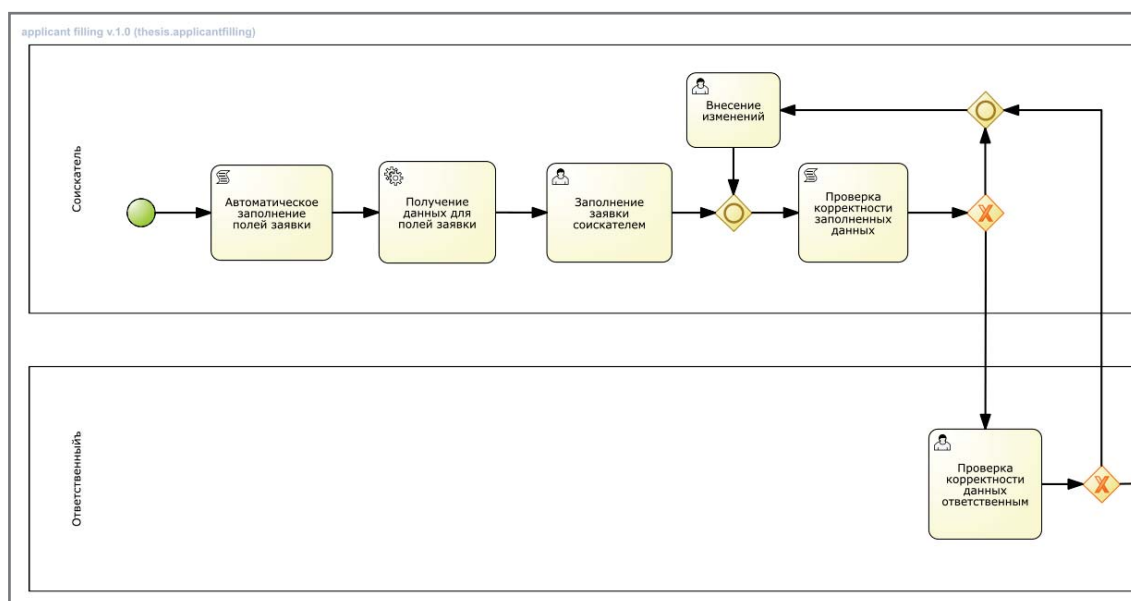 applicant filling v.1.0 (thesis.applicantfilling)
Соискатель
Автоматическое
заполнение
полей заявки
Получение
данных для
полей заявки
Заполнение
заявки
соискателем
Внесение
изменений
Проверка
корректности
заполненных
данных
Ответственныйъ
Проверка
корректности
данных
ответственным